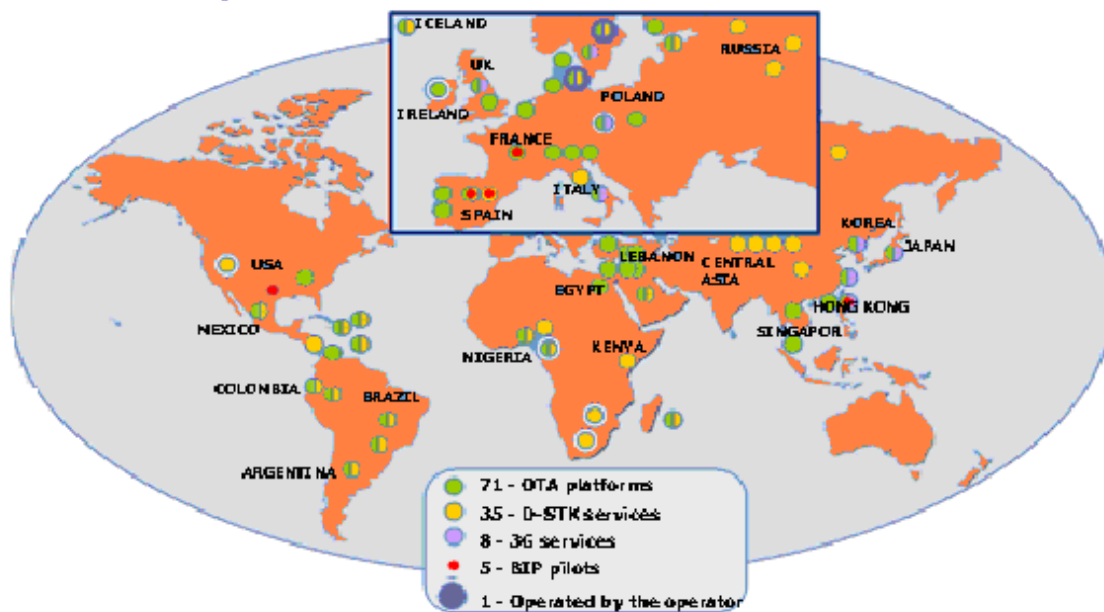 ICELAND
RUSSIA
UK
POLAND
IRELAND
FRANCE
ITALY
SPAIN
KOREA
JAPAN
USA
LEBANON
CENTRAL
ASIA
EGYPT
HONG KONG
MEXICO
SINGAPOR
NIGERIA
KENYA
COLOMBIA
BRAZIL
ARGENTINA
71 - OTA platforms
35 - D-STK services
8 - 3G services
5 - BIP pilots
1 - Operated by the operator